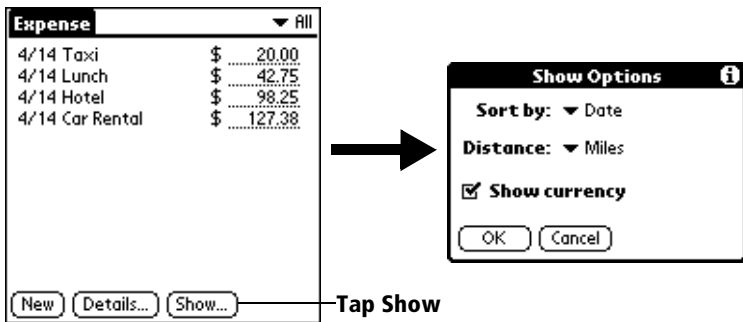 Expense All
4/14 Taxi $ 20.00
4/14 Lunch $ 42.75
4/14 Hotel $ 98.25
4/14 Car Rental $ 127.38
New Details... Show...
Tap Show
Show Options
Sort by: Date
Distance: Miles
Show currency
OK Cancel